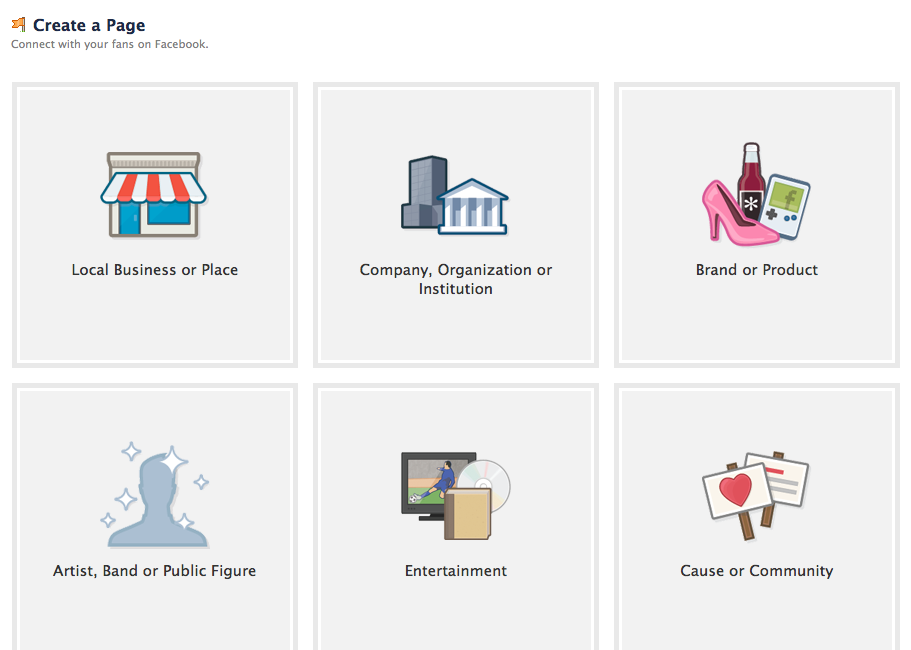 Create a Page
Connect with your fans on Facebook.
Local Business or Place
Company, Organization or
Institution
Brand or Product
Artist, Band or Public Figure
Entertainment
Cause or Community